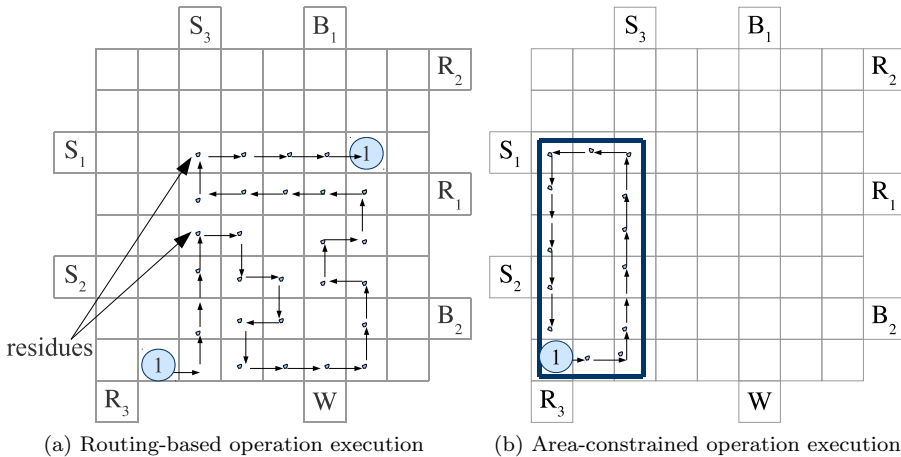 S3 B1
R2
S1 1
R1
S2
B2
residues
1
R3 W
(a) Routing-based operation execution
S3 B1
R2
S1
R1
S2
B2
1
R3 W
(b) Area-constrained operation execution